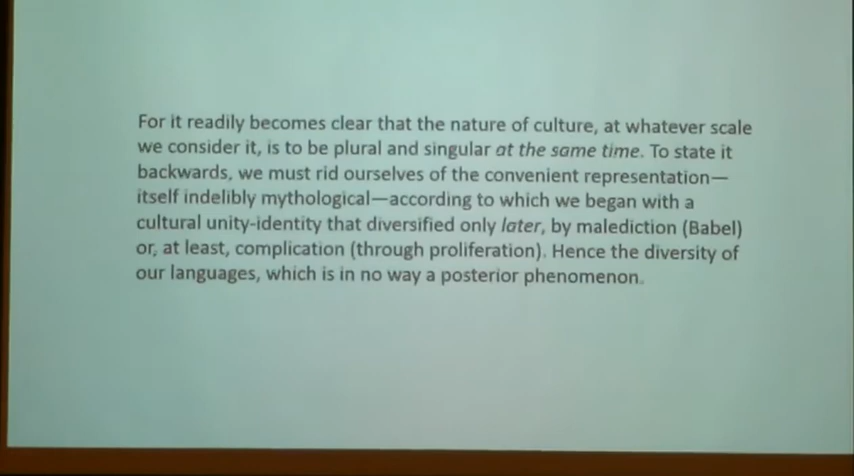 For it readily becomes clear that the nature of culture, at whatever scale
we consider it, is to be plural and singular at the same time. To state it
backwards, we must rid ourselves of the convenient representation—
itself indelibly mythological—according to which we began with a
cultural unity-identity that diversified only later, by malediction (Babel)
or, at least, complication (through proliferation). Hence the diversity of
our languages, which is in no way a posterior phenomenon.